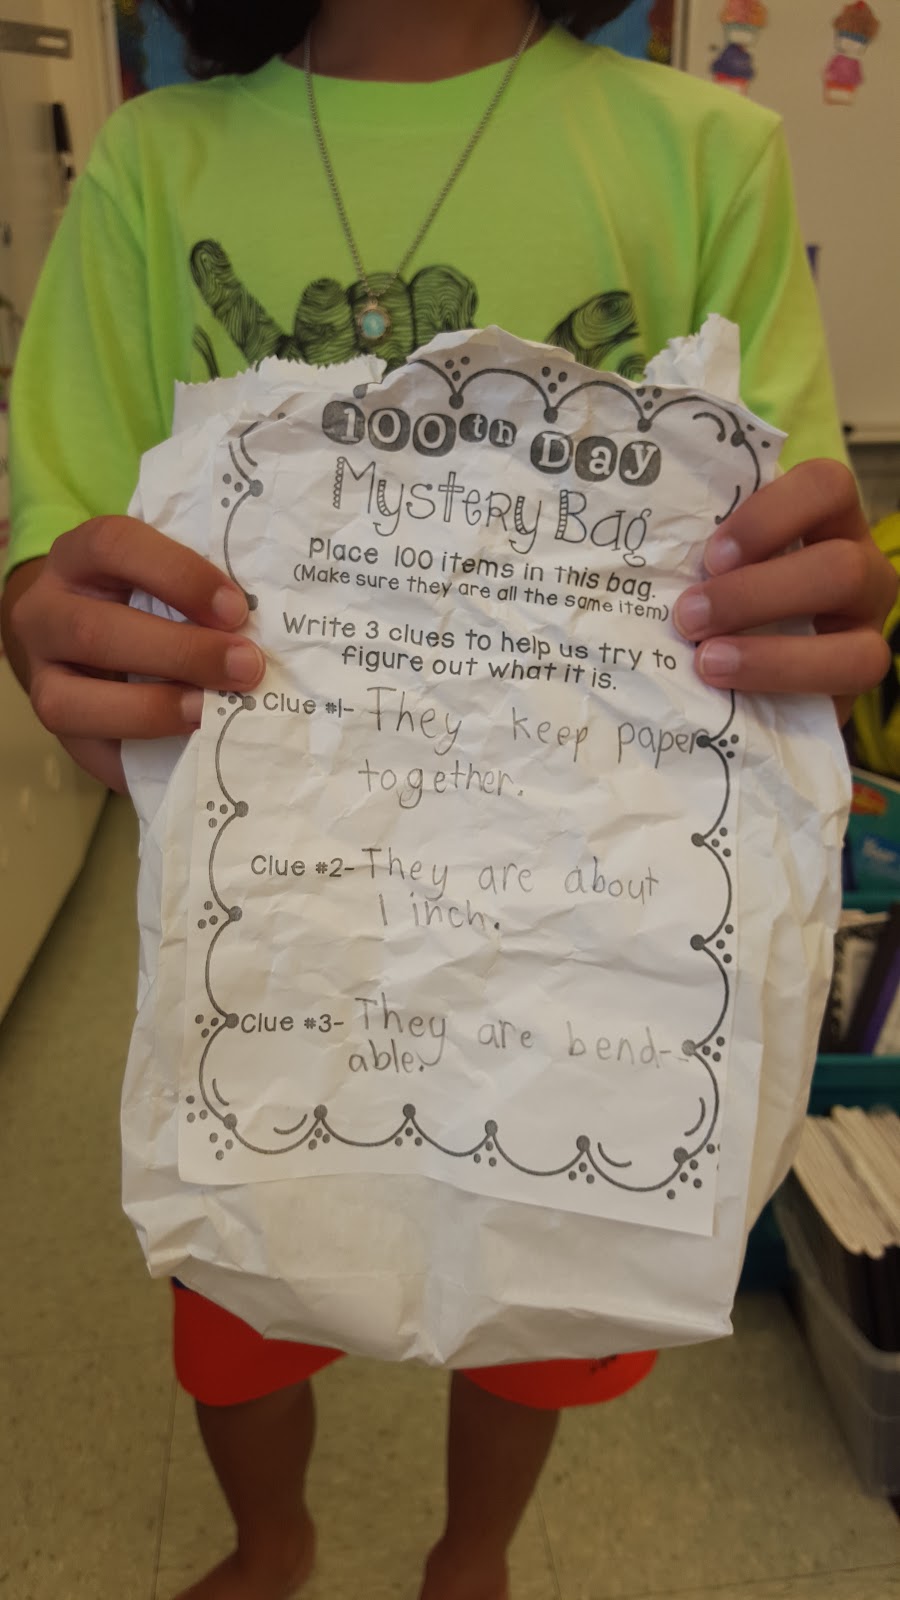 100th Day
Mystery Bag
Place 100 items in this bag.
(Make sure they are all the same item)
Write 3 clues to help us try to
figure out what it is.
Clue #1- They keep paper
together.
Clue #2- They are about
1 inch.
Clue #3- They are bend-
able.